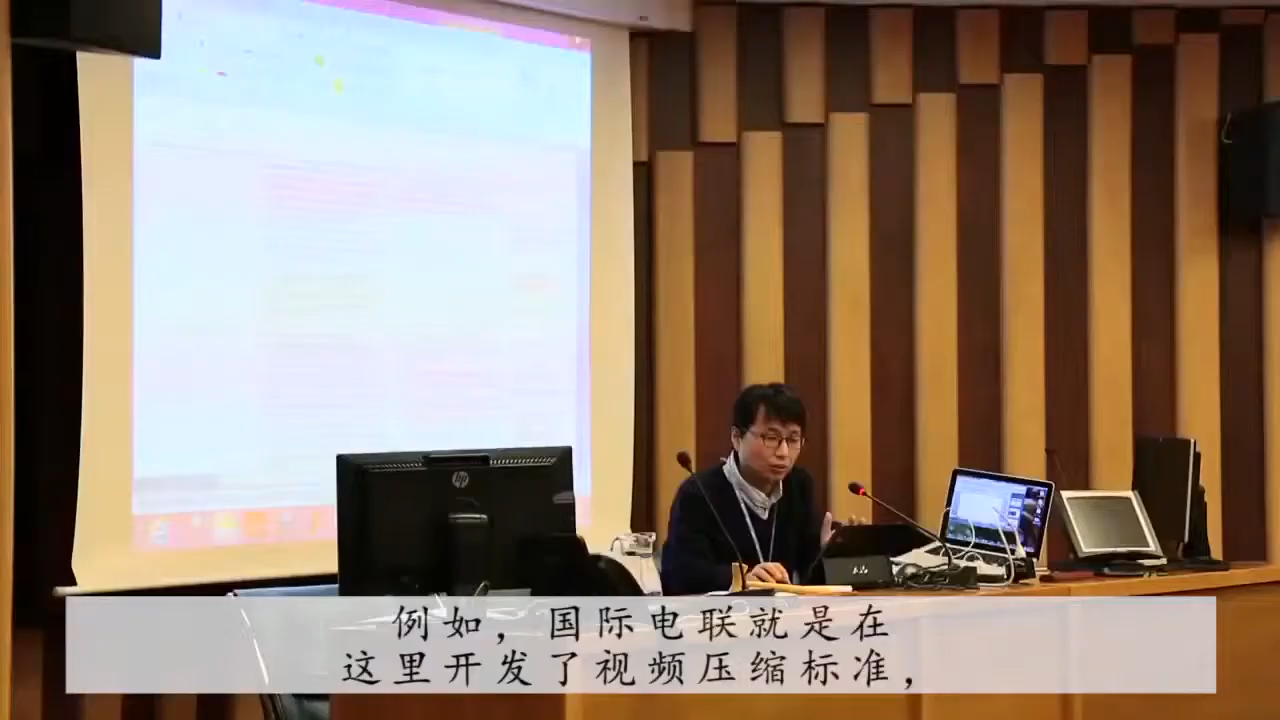 hp
例如，国际电联就是在
这里开发了视频压缩标准，